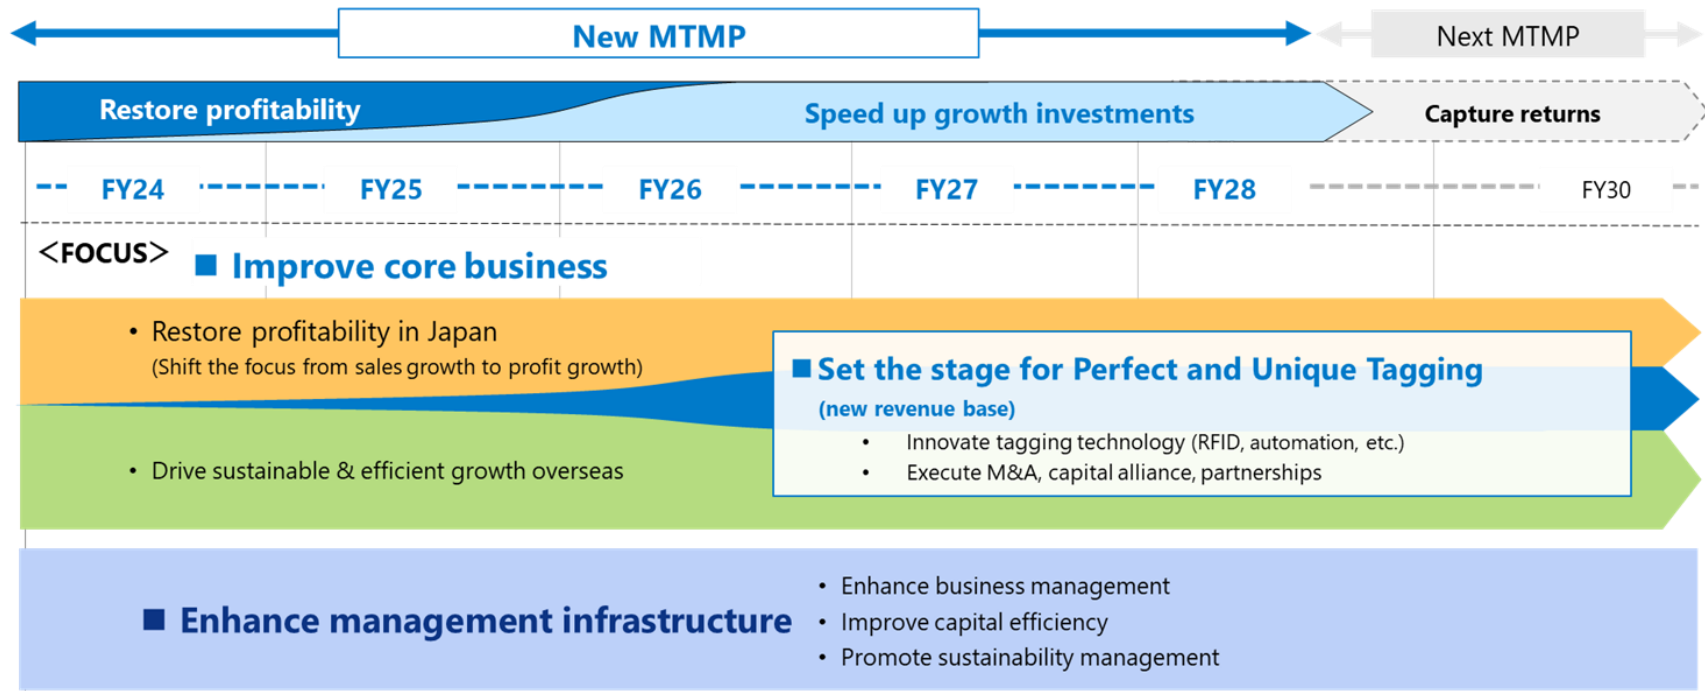 New MTMP
Next MTMP
Restore profitability
Speed up growth investments
Capture returns
FY24
FY25
FY26
FY27
FY28
FY30
<FOCUS>
■ Improve core business
• Restore profitability in Japan
(Shift the focus from sales growth to profit growth)
■ Set the stage for Perfect and Unique Tagging
(new revenue base)
• Innovate tagging technology (RFID, automation, etc.)
• Execute M&A, capital alliance, partnerships
• Drive sustainable & efficient growth overseas
■ Enhance management infrastructure
• Enhance business management
• Improve capital efficiency
• Promote sustainability management